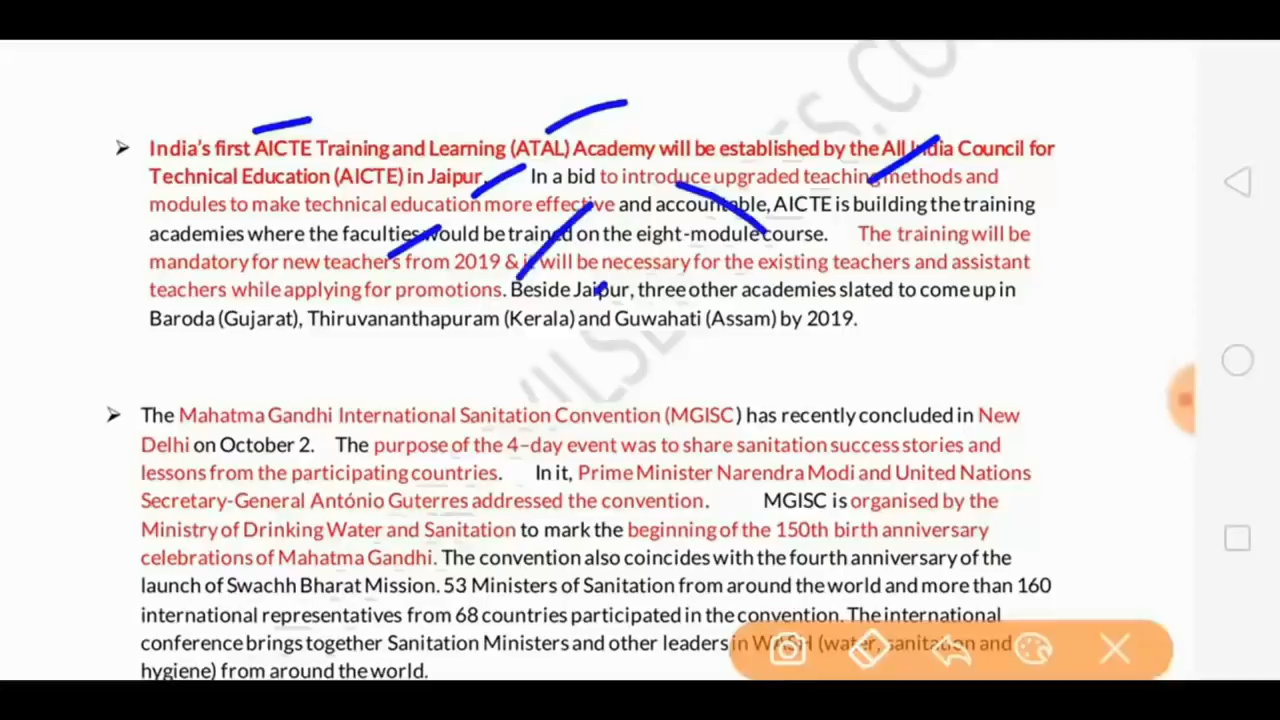 ➢ India's first AICTE Training and Learning (ATAL) Academy will be established by the All India Council for
Technical Education (AICTE) in Jaipur. In a bid to introduce upgraded teaching methods and
modules to make technical education more effective and accountable, AICTE is building the training
academies where the faculties would be trained on the eight-module course. The training will be
mandatory for new teachers from 2019 & it will be necessary for the existing teachers and assistant
teachers while applying for promotions. Beside Jaipur, three other academies slated to come up in
Baroda (Gujarat), Thiruvananthapuram (Kerala) and Guwahati (Assam) by 2019.
➢ The Mahatma Gandhi International Sanitation Convention (MGISC) has recently concluded in New
Delhi on October 2. The purpose of the 4–day event was to share sanitation success stories and
lessons from the participating countries. In it, Prime Minister Narendra Modi and United Nations
Secretary-General António Guterres addressed the convention. MGISC is organised by the
Ministry of Drinking Water and Sanitation to mark the beginning of the 150th birth anniversary
celebrations of Mahatma Gandhi. The convention also coincides with the fourth anniversary of the
launch of Swachh Bharat Mission. 53 Ministers of Sanitation from around the world and more than 160
international representatives from 68 countries participated in the convention. The international
conference brings together Sanitation Ministers and other leaders in WASH (water, sanitation and
hygiene) from around the world.